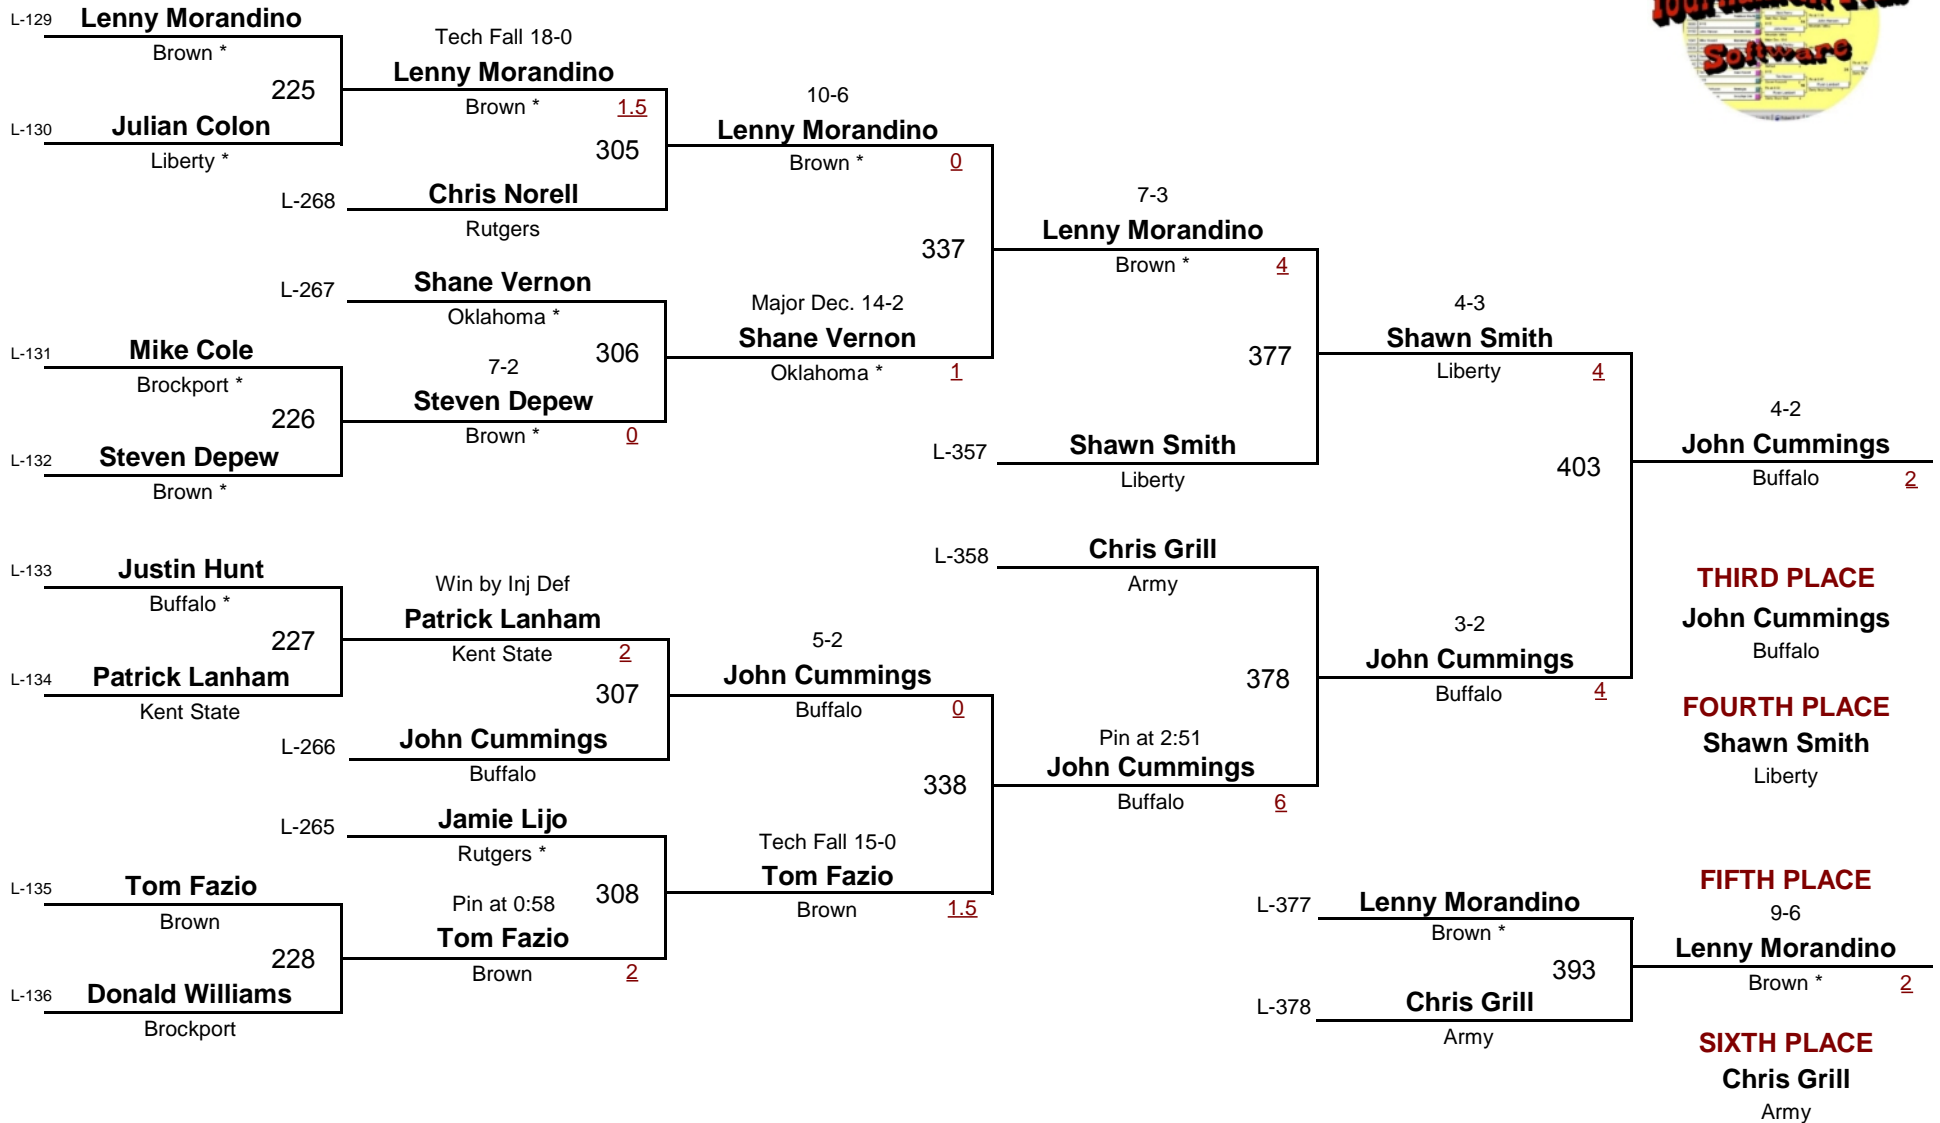 L-129
Lenny Morandino
Brown *
225
L-130
Julian Colon
Liberty *
Tech Fall 18-0
Lenny Morandino
Brown *
1.5
305
L-268
Chris Norell
Rutgers
10-6
Lenny Morandino
Brown *
0
337
L-267
Shane Vernon
Oklahoma *
306
L-131
Mike Cole
Brockport *
226
L-132
Steven Depew
Brown *
7-2
Steven Depew
Brown *
0
Major Dec. 14-2
Shane Vernon
Oklahoma *
1
7-3
Lenny Morandino
Brown *
4
377
L-357
Shawn Smith
Liberty
4-3
Shawn Smith
Liberty
4
403
4-2
John Cummings
Buffalo
2
L-133
Justin Hunt
Buffalo *
227
L-134
Patrick Lanham
Kent State
Win by Inj Def
Patrick Lanham
Kent State
2
307
L-266
John Cummings
Buffalo
5-2
John Cummings
Buffalo
0
338
L-265
Jamie Lijo
Rutgers *
308
L-135
Tom Fazio
Brown
228
L-136
Donald Williams
Brockport
Pin at 0:58
Tom Fazio
Brown
2
Tech Fall 15-0
Tom Fazio
Brown
1.5
L-358
Chris Grill
Army
378
Pin at 2:51
John Cummings
Buffalo
6
3-2
John Cummings
Buffalo
4
THIRD PLACE
John Cummings
Buffalo
FOURTH PLACE
Shawn Smith
Liberty
L-377
Lenny Morandino
Brown *
393
L-378
Chris Grill
Army
FIFTH PLACE
9-6
Lenny Morandino
Brown *
2
SIXTH PLACE
Chris Grill
Army
Software